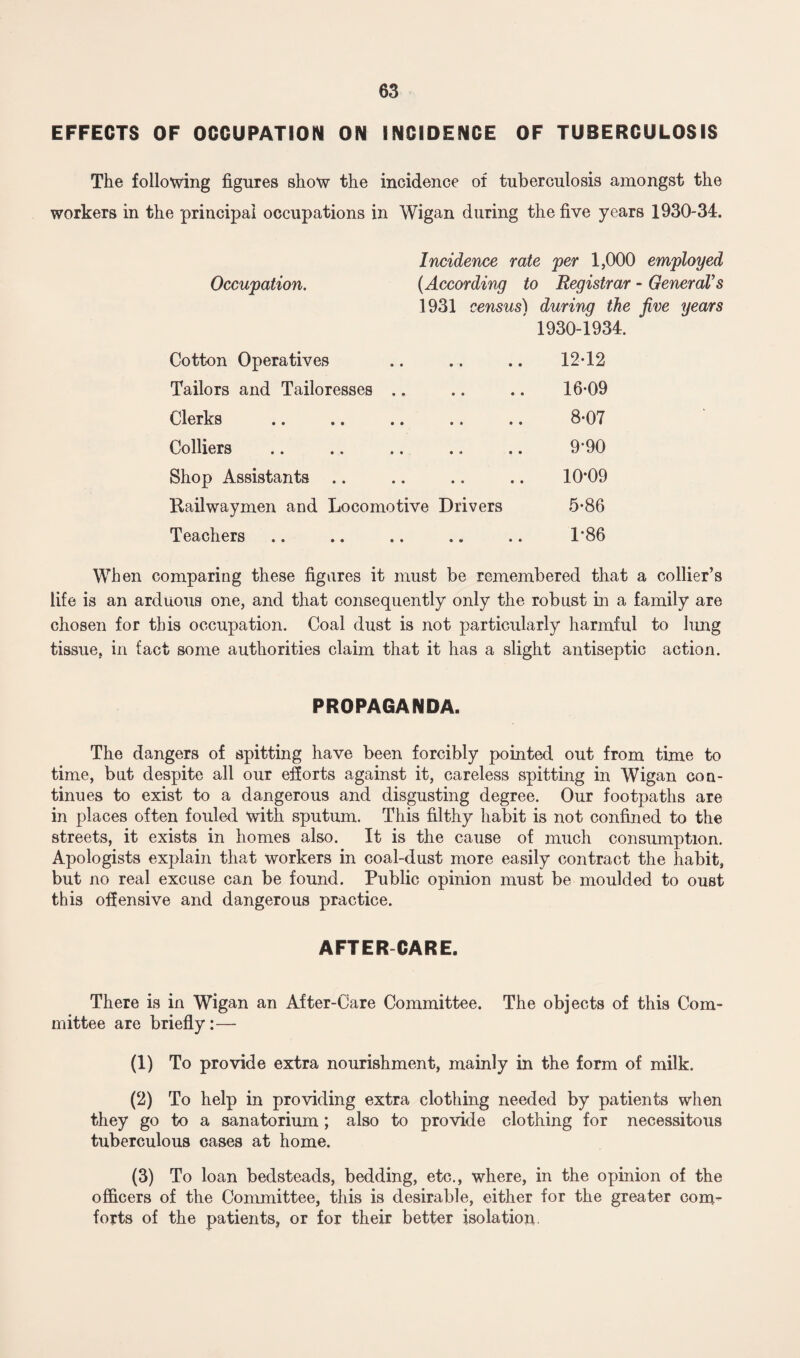 63
EFFECTS OF OCCUPATION ON INCIDENCE OF TUBERCULOSIS
The following figures show the incidence of tuberculosis amongst the
workers in the principal occupations in Wigan during the five years 1930-34.
Incidence rate per 1,000 employed
Occupation. (According to Registrar - General's
1931 census) during the five years
1930-1934.
Cotton Operatives .. .. .. 12·12
Tailors and Tailoresses .. .. .. 16·09
Clerks .. .. .. .. .. 8·07
Colliers .. .. .. .. .. 9·90
Shop Assistants .. .. .. .. 10·09
Railwaymen and Locomotive Drivers 5·86
Teachers .. .. .. .. .. 1·86
When comparing these figures it must be remembered that a collier's
life is an arduous one, and that consequently only the robust in a family are
chosen for this occupation. Coal dust is not particularly harmful to lung
tissue, in fact some authorities claim that it has a slight antiseptic action.
PROPAGANDA.
The dangers of spitting have been forcibly pointed out from time to
time, but despite all our efforts against it, careless spitting in Wigan con-
tinues to exist to a dangerous and disgusting degree. Our footpaths are
in places often fouled with sputum. This filthy habit is not confined to the
streets, it exists in homes also. It is the cause of much consumption.
Apologists explain that workers in coal-dust more easily contract the habit,
but no real excuse can be found. Public opinion must be moulded to oust
this offensive and dangerous practice.
AFTER-CARE.
There is in Wigan an After-Care Committee. The objects of this Com-
mittee are briefly:—
(1) To provide extra nourishment, mainly in the form of milk.
(2) To help in providing extra clothing needed by patients when
they go to a sanatorium; also to provide clothing for necessitous
tuberculous cases at home.
(3) To loan bedsteads, bedding, etc., where, in the opinion of the
officers of the Committee, this is desirable, either for the greater com-
forts of the patients, or for their better isolation.